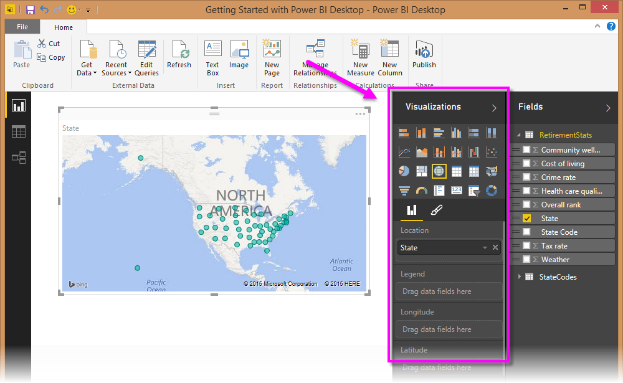 Getting Started with Power BI Desktop - Power BI Desktop
File
Home
Paste
Cut
Copy
Clipboard
Get Data
Recent Sources
Edit Queries
Refresh
External Data
Text Box
Image
Insert
New Page
Report
Manage Relationships
Relationships
New Measure
New Column
Calculations
Publish
Share
State
NORTH
AMERICA
Pacific
Ocean
Atlantic
Ocean
bing
© 2015 Microsoft Corporation © 2015 HERE
Visualizations
Location
State
Legend
Drag data fields here
Longitude
Drag data fields here
Latitude
Drag data fields here
Fields
RetirementStats
Community well...
Cost of living
Crime rate
Health care quali...
Overall rank
State
State Code
Tax rate
Weather
StateCodes